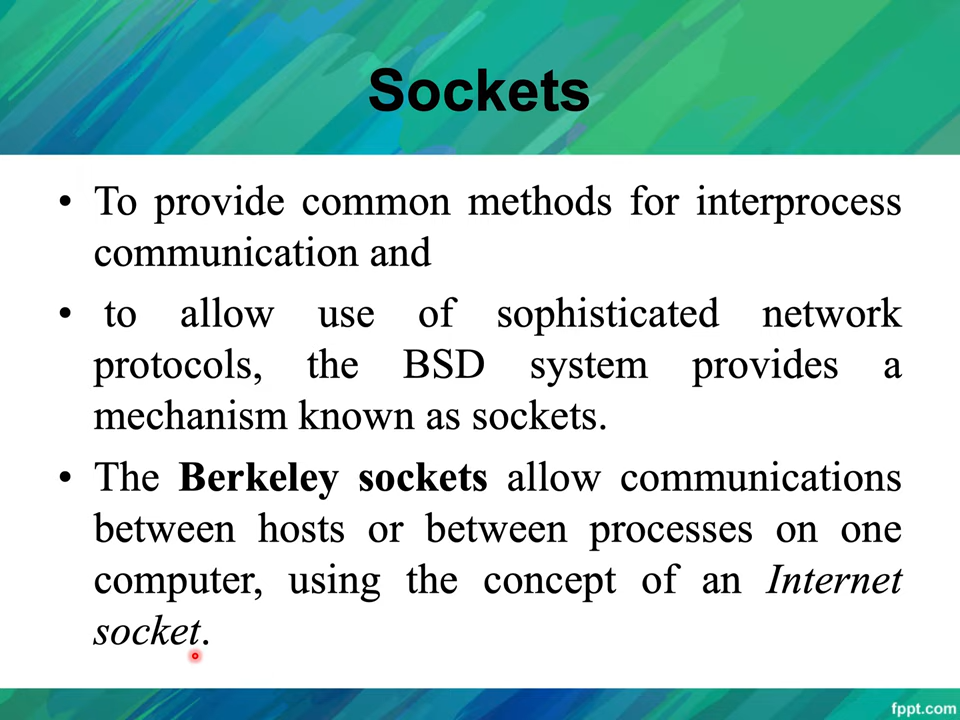 Sockets
• To provide common methods for interprocess
communication and
• to allow use of sophisticated network
protocols, the BSD system provides a
mechanism known as sockets.
• The Berkeley sockets allow communications
between hosts or between processes on one
computer, using the concept of an Internet
socket.
fppt.com